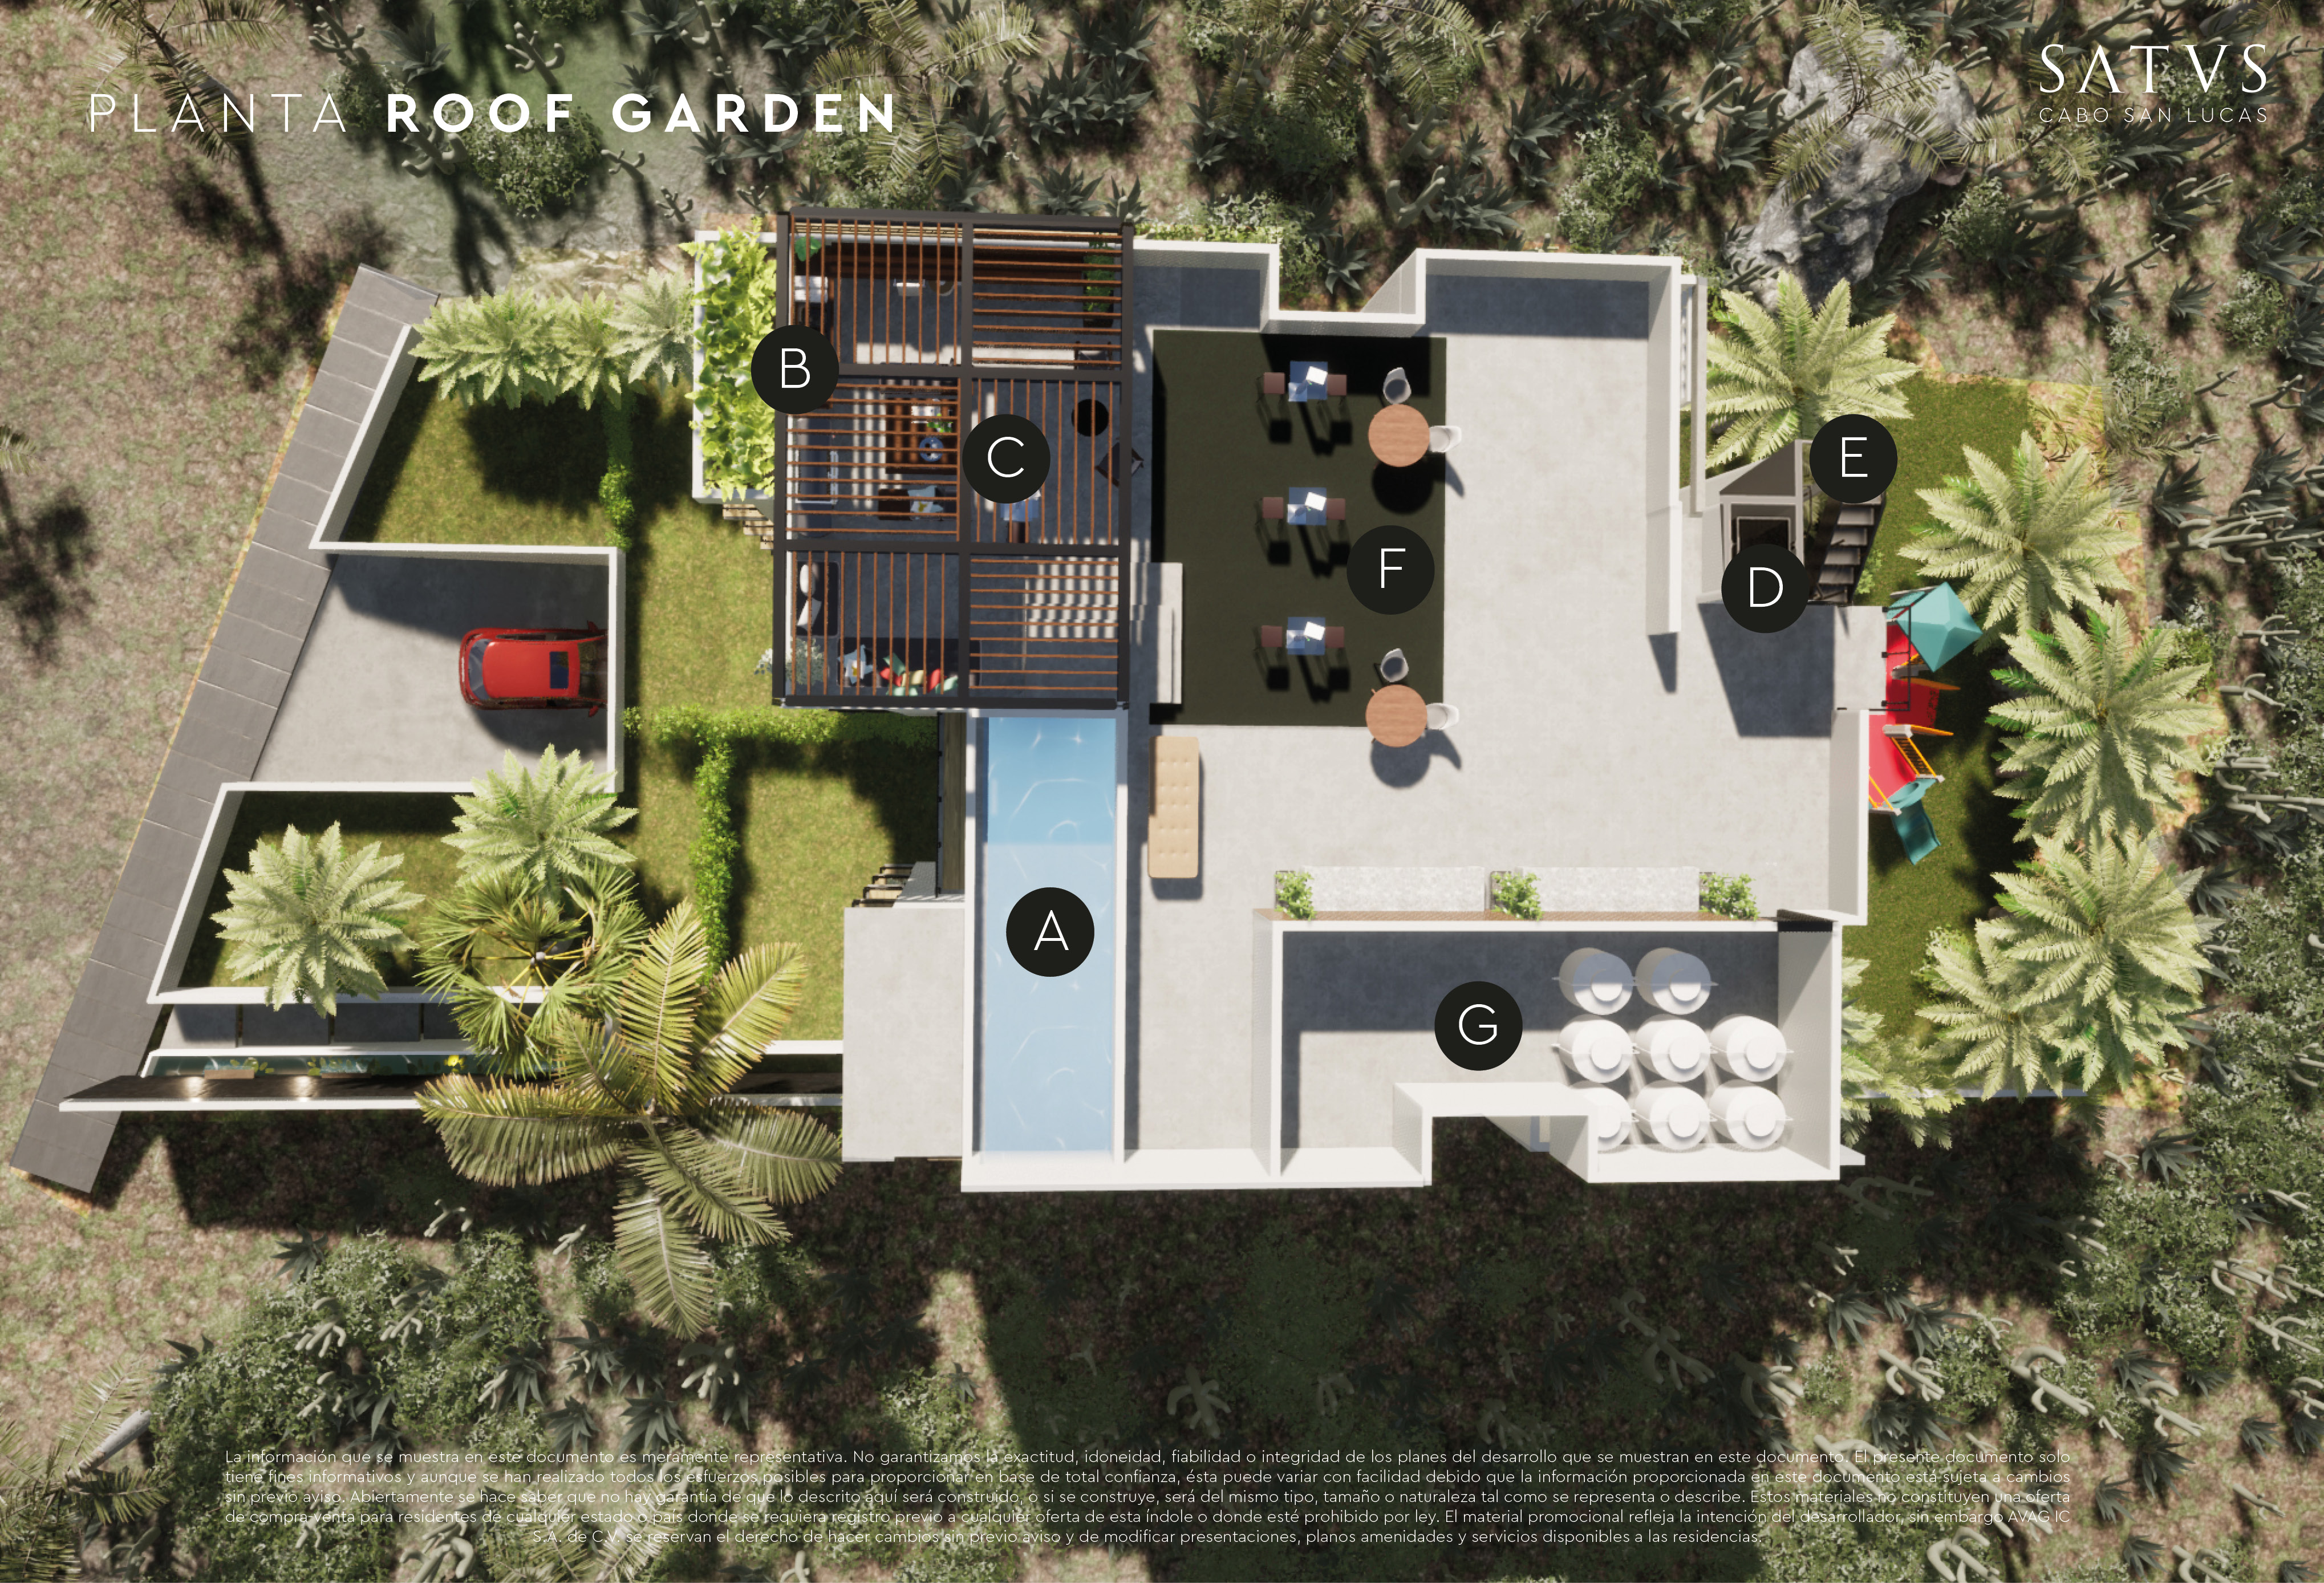 PLANTA ROOF GARDEN
SATVS
CABO SAN LUCAS
B
C
E
D
F
A
G
La información que se muestra en este documento es meramente representativa. No garantizamos la exactitud, idoneidad, fiabilidad o integridad de los planes del desarrollo que se muestran en este documento. El presente documento solo
tiene fines informativos y aunque se han realizado todos los esfuerzos posibles para proporcionar en base de total confianza, ésta puede variar con facilidad debido que la información proporcionada en este documento está sujeta a cambios
sin previo aviso. Abiertamente se hace saber que no hay garantía de que lo descrito aquí será construido, o si se construye, será del mismo tipo, tamaño o naturaleza tal como se representa o describe. Estos materiales no constituyen una oferta
de compra-venta para residentes de cualquier estado o país donde se requiera registro previo a cualquier oferta de esta índole o donde esté prohibido por ley. El material promocional refleja la intención del desarrollador, sin embargo AVAG IC
S.A. de C.V. se reservan el derecho de hacer cambios sin previo aviso y de modificar presentaciones, planos amenidades y servicios disponibles a las residencias.